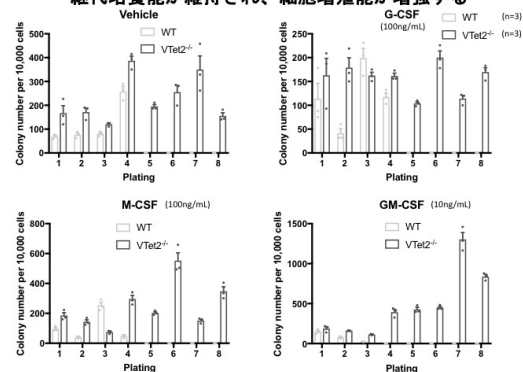 継代培養能が維持され、細胞増殖能が増強する
Vehicle
Colony number per 10,000 cells
500
400
300
200
100
0
WT
VTet2-/-
1 2 3 4 5 6 7 8
Plating
G-CSF
(100ng/mL)
Colony number per 10,000 cells
250
200
150
100
50
0
WT (n=3)
VTet2-/- (n=3)
1 2 3 4 5 6 7 8
Plating
M-CSF (100ng/mL)
Colony number per 10,000 cells
800
600
400
200
0
WT
VTet2-/-
1 2 3 4 5 6 7 8
Plating
GM-CSF (10ng/mL)
Colony number per 10,000 cells
1500
1000
500
0
WT
VTet2-/-
1 2 3 4 5 6 7 8
Plating